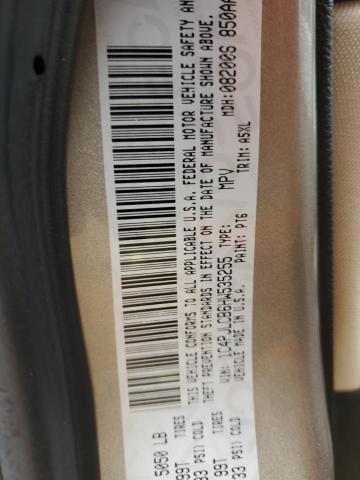 5050 LB
99T TIRES
33 PSI) COLD
99T TIRES
33 PSI) COLD
THIS VEHICLE CONFORMS TO ALL APPLICABLE U.S.A. FEDERAL MOTOR VEHICLE SAFETY AN
THEFT PREVENTION STANDARDS IN EFFECT ON THE DATE OF MANUFACTURE SHOWN ABOVE.
VIN: 1C4PJLCB6HW535255 TYPE: MPV MDH:082006 850AA
VEHICLE MADE IN U.S.A. PAINT: PTG TRIM: A5XL